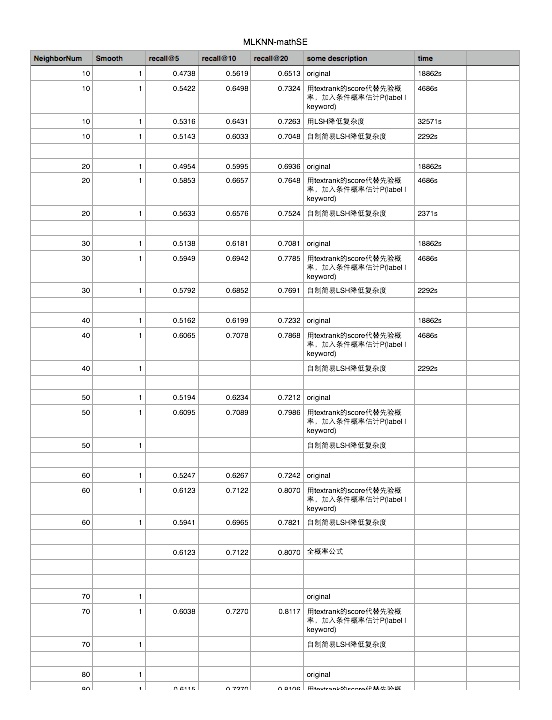 MLKNN-mathSE
NeighborNum Smooth recall@5 recall@10 recall@20 some description time
10 1 0.4738 0.5619 0.6513 original 18862s
10 1 0.5422 0.6498 0.7324 用textrank的score代替先验概 4686s
率、加入条件概率估计P(label |
keyword)
10 1 0.5316 0.6431 0.7263 用LSH降低复杂度 32571s
10 1 0.5143 0.6033 0.7048 自制简易LSH降低复杂度 2292s
20 1 0.4954 0.5995 0.6936 original 18862s
20 1 0.5853 0.6657 0.7648 用textrank的score代替先验概 4686s
率、加入条件概率估计P(label |
keyword)
20 1 0.5633 0.6576 0.7524 自制简易LSH降低复杂度 2371s
30 1 0.5138 0.6181 0.7081 original 18862s
30 1 0.5949 0.6942 0.7785 用textrank的score代替先验概 4686s
率、加入条件概率估计P(label |
keyword)
30 1 0.5792 0.6852 0.7691 自制简易LSH降低复杂度 2292s
40 1 0.5162 0.6199 0.7232 original 18862s
40 1 0.6065 0.7078 0.7868 用textrank的score代替先验概 4686s
率、加入条件概率估计P(label |
keyword)
40 1 自制简易LSH降低复杂度 2292s
50 1 0.5194 0.6234 0.7212 original
50 1 0.6095 0.7089 0.7986 用textrank的score代替先验概
率、加入条件概率估计P(label |
keyword)
50 1 自制简易LSH降低复杂度
60 1 0.5247 0.6267 0.7242 original
60 1 0.6123 0.7122 0.8070 用textrank的score代替先验概
率、加入条件概率估计P(label |
keyword)
60 1 0.5941 0.6965 0.7821 自制简易LSH降低复杂度
0.6123 0.7122 0.8070 全概率公式
70 1 original
70 1 0.6038 0.7270 0.8117 用textrank的score代替先验概
率、加入条件概率估计P(label |
keyword)
70 1 自制简易LSH降低复杂度
80 1 original
80 1 0.6115 0.7270 0.8106 用textrank的score代替先验概